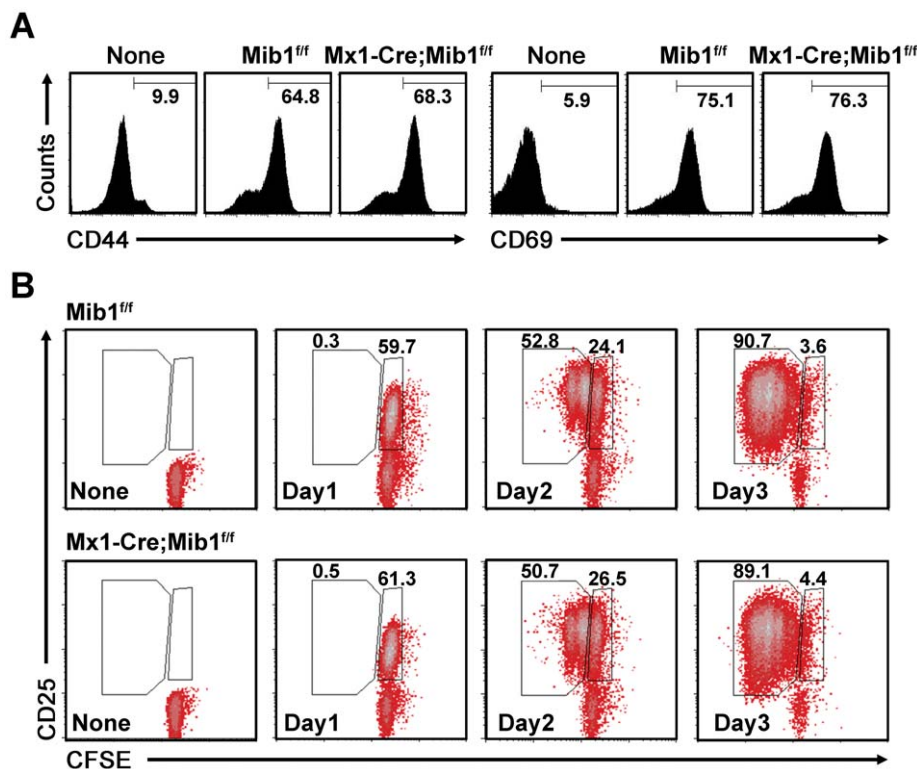 A
None Mib1f/f Mx1-Cre;Mib1f/f None Mib1f/f Mx1-Cre;Mib1f/f
9.9 64.8 68.3 5.9 75.1 76.3
Counts
CD44 CD69
B
Mib1f/f
0.3 59.7 52.8 24.1 90.7 3.6
None Day1 Day2 Day3
Mx1-Cre;Mib1f/f
0.5 61.3 50.7 26.5 89.1 4.4
None Day1 Day2 Day3
CD25
CFSE